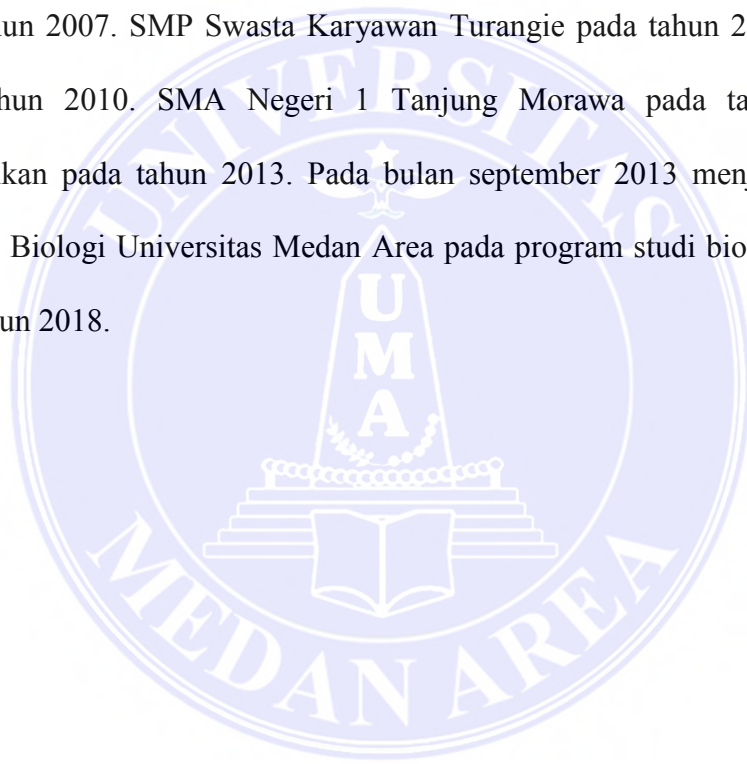 hun 2007. SMP Swasta Karyawan Turangie pada tahun 2
hun 2010. SMA Negeri 1 Tanjung Morawa pada ta
kan pada tahun 2013. Pada bulan september 2013 menj
Biologi Universitas Medan Area pada program studi bio
un 2018.
UNIVERSITAS
UMA
MEDAN AREA